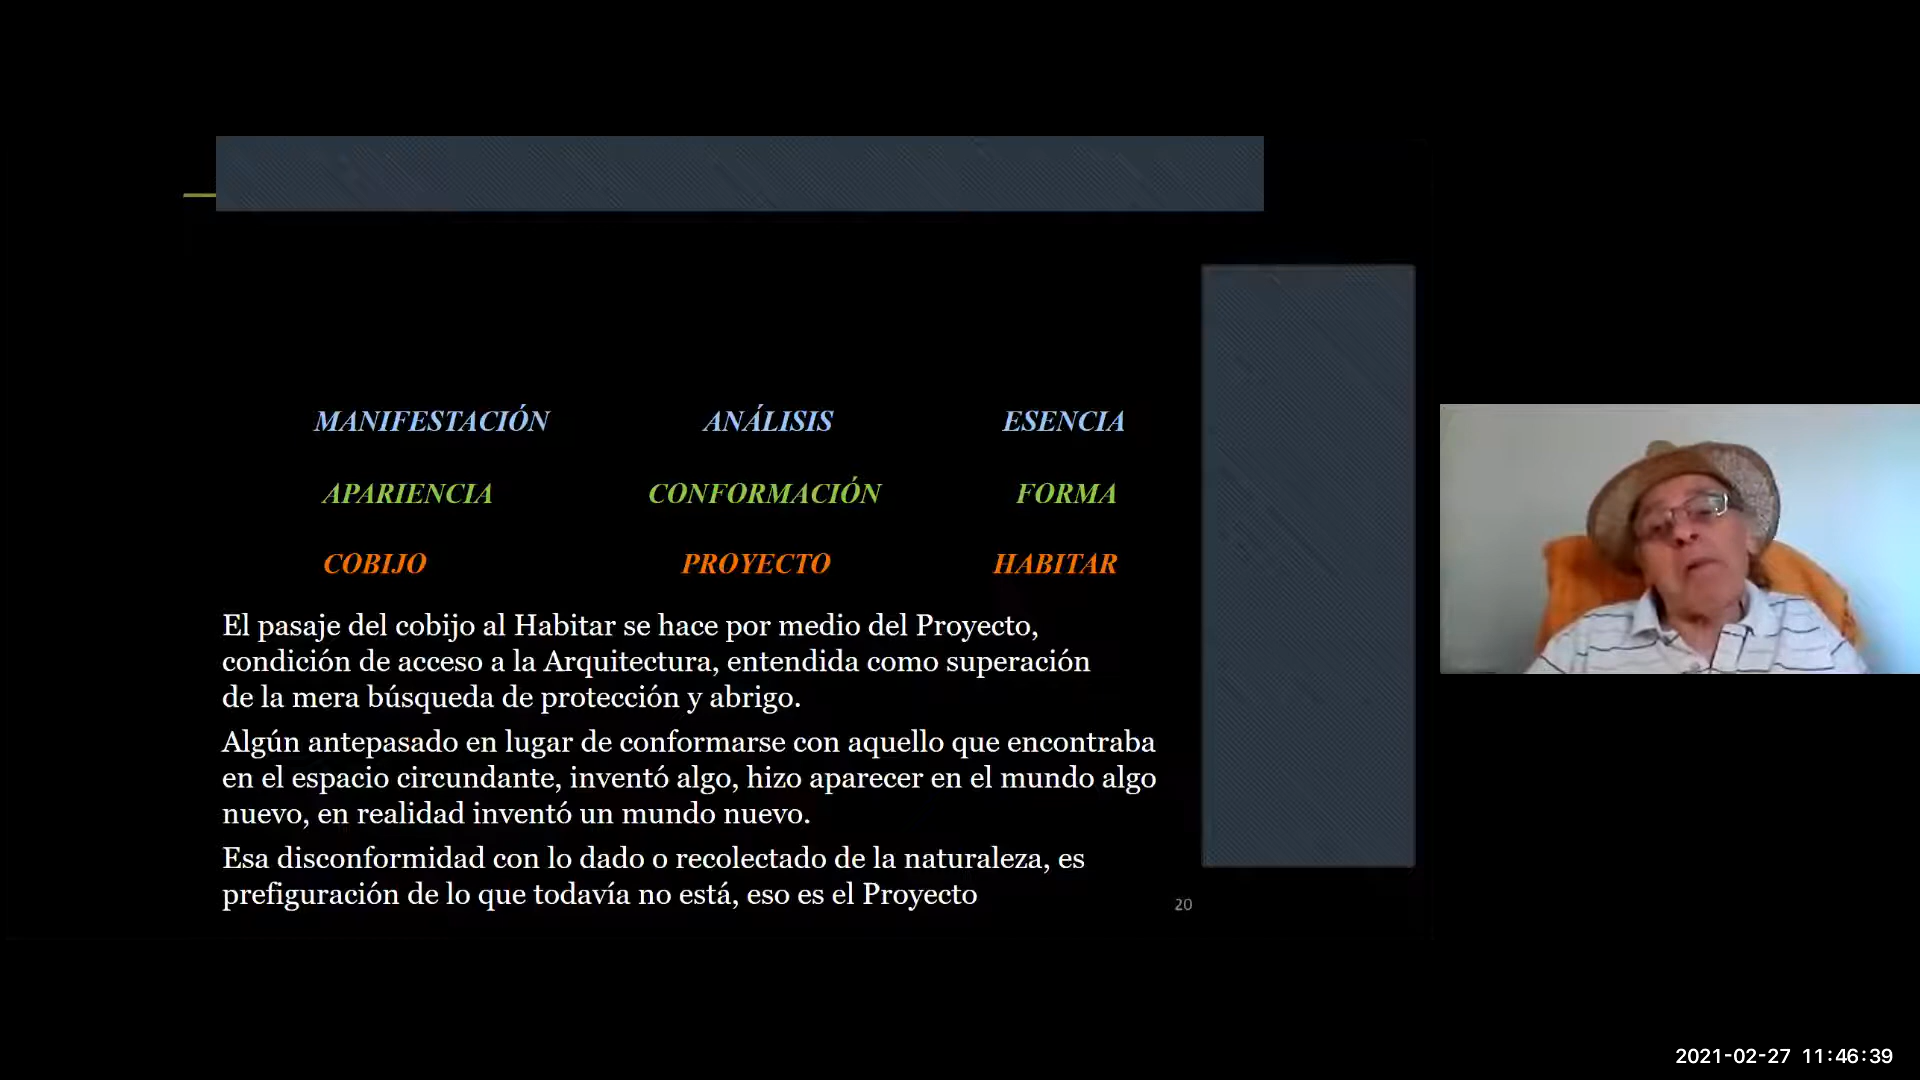 MANIFESTACIÓN ANÁLISIS ESENCIA
APARIENCIA CONFORMACIÓN FORMA
COBIJO PROYECTO HABITAR
El pasaje del cobijo al Habitar se hace por medio del Proyecto,
condición de acceso a la Arquitectura, entendida como superación
de la mera búsqueda de protección y abrigo.
Algún antepasado en lugar de conformarse con aquello que encontraba
en el espacio circundante, inventó algo, hizo aparecer en el mundo algo
nuevo, en realidad inventó un mundo nuevo.
Esa disconformidad con lo dado o recolectado de la naturaleza, es
prefiguración de lo que todavía no está, eso es el Proyecto
20
2021-02-27 11:46:39